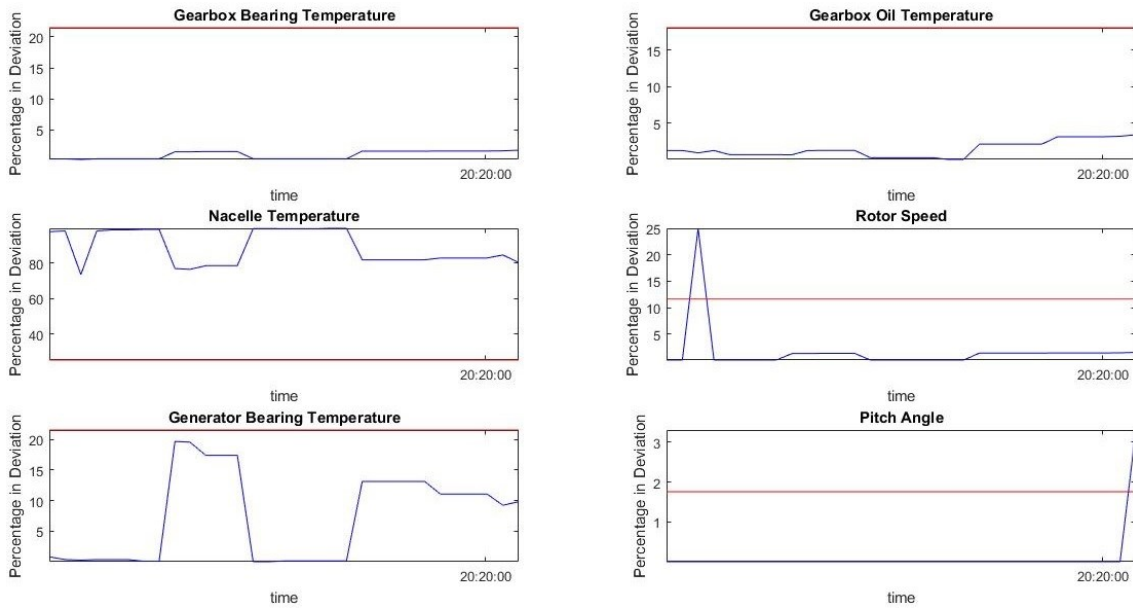 Gearbox Bearing Temperature
Percentage in Deviation
20
15
10
5
20:20:00
time
Gearbox Oil Temperature
Percentage in Deviation
15
10
5
20:20:00
time
Nacelle Temperature
Percentage in Deviation
80
60
40
20:20:00
time
Rotor Speed
Percentage in Deviation
25
20
15
10
5
20:20:00
time
Generator Bearing Temperature
Percentage in Deviation
20
15
10
5
20:20:00
time
Pitch Angle
Percentage in Deviation
3
2
1
20:20:00
time